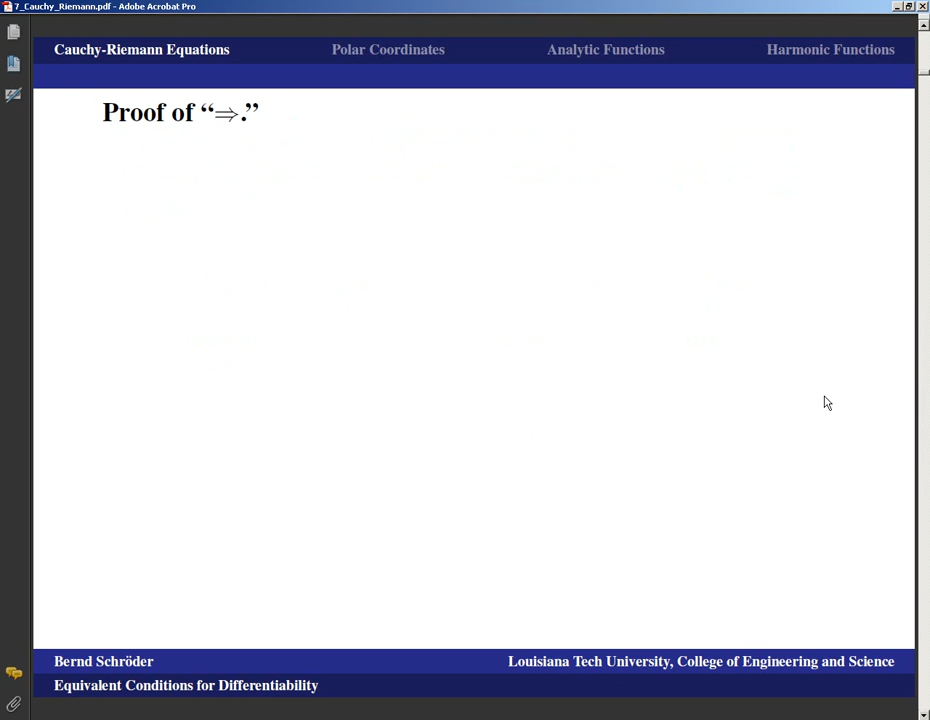 7_Cauchy_Riemann.pdf - Adobe Acrobat Pro
Cauchy-Riemann Equations Polar Coordinates Analytic Functions Harmonic Functions
Proof of “⇒.”
Bernd Schröder Louisiana Tech University, College of Engineering and Science
Equivalent Conditions for Differentiability